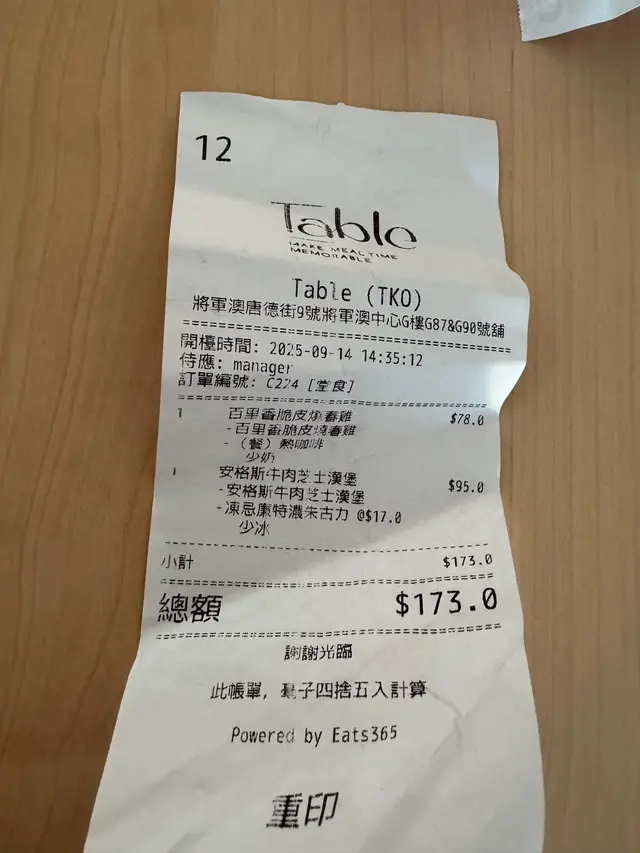 12
Table
MAKE MEALTIME
MEMORABLE
Table (TKO)
將軍澳唐德街9號將軍澳中心G樓G87&G90號舖
開檯時間: 2025-09-14 14:35:12
侍應: manager
訂單編號: C224 [堂食]
1 百里香脆皮燒春雞 $78.0
-百里香脆皮燒春雞
-（餐）熱咖啡
少奶
1 安格斯牛肉芝士漢堡 $95.0
-安格斯牛肉芝士漢堡
-凍忌廉特濃朱古力 @$17.0
少冰
小計 $173.0
總額 $173.0
謝謝光臨
此帳單, 毫子四捨五入計算
Powered by Eats365
重印